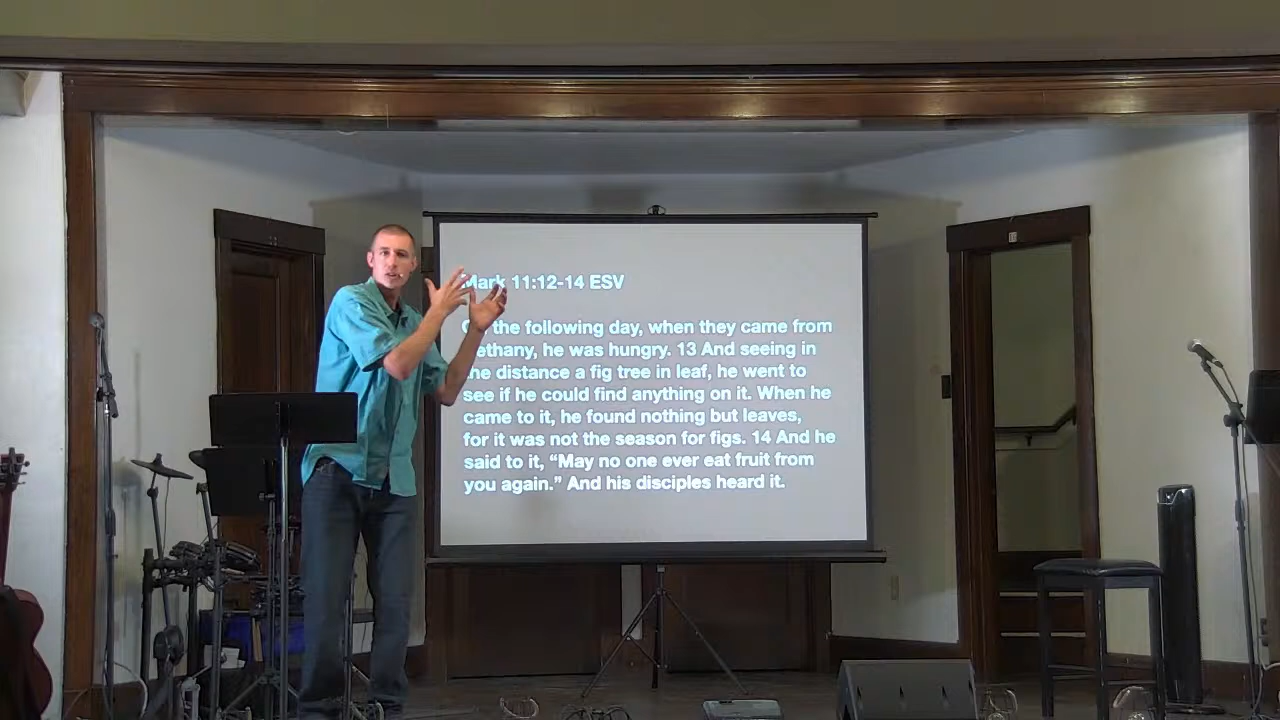 Mark 11:12-14 ESV
the following day, when they came from
he was hungry. 13 And seeing in
distance a fig tree in leaf, he went to
see if he could find anything on it. When he
came to it, he found nothing but leaves,
for it was not the season for figs. 14 And he
said to it, “May no one ever eat fruit from
you again.” And his disciples heard it.